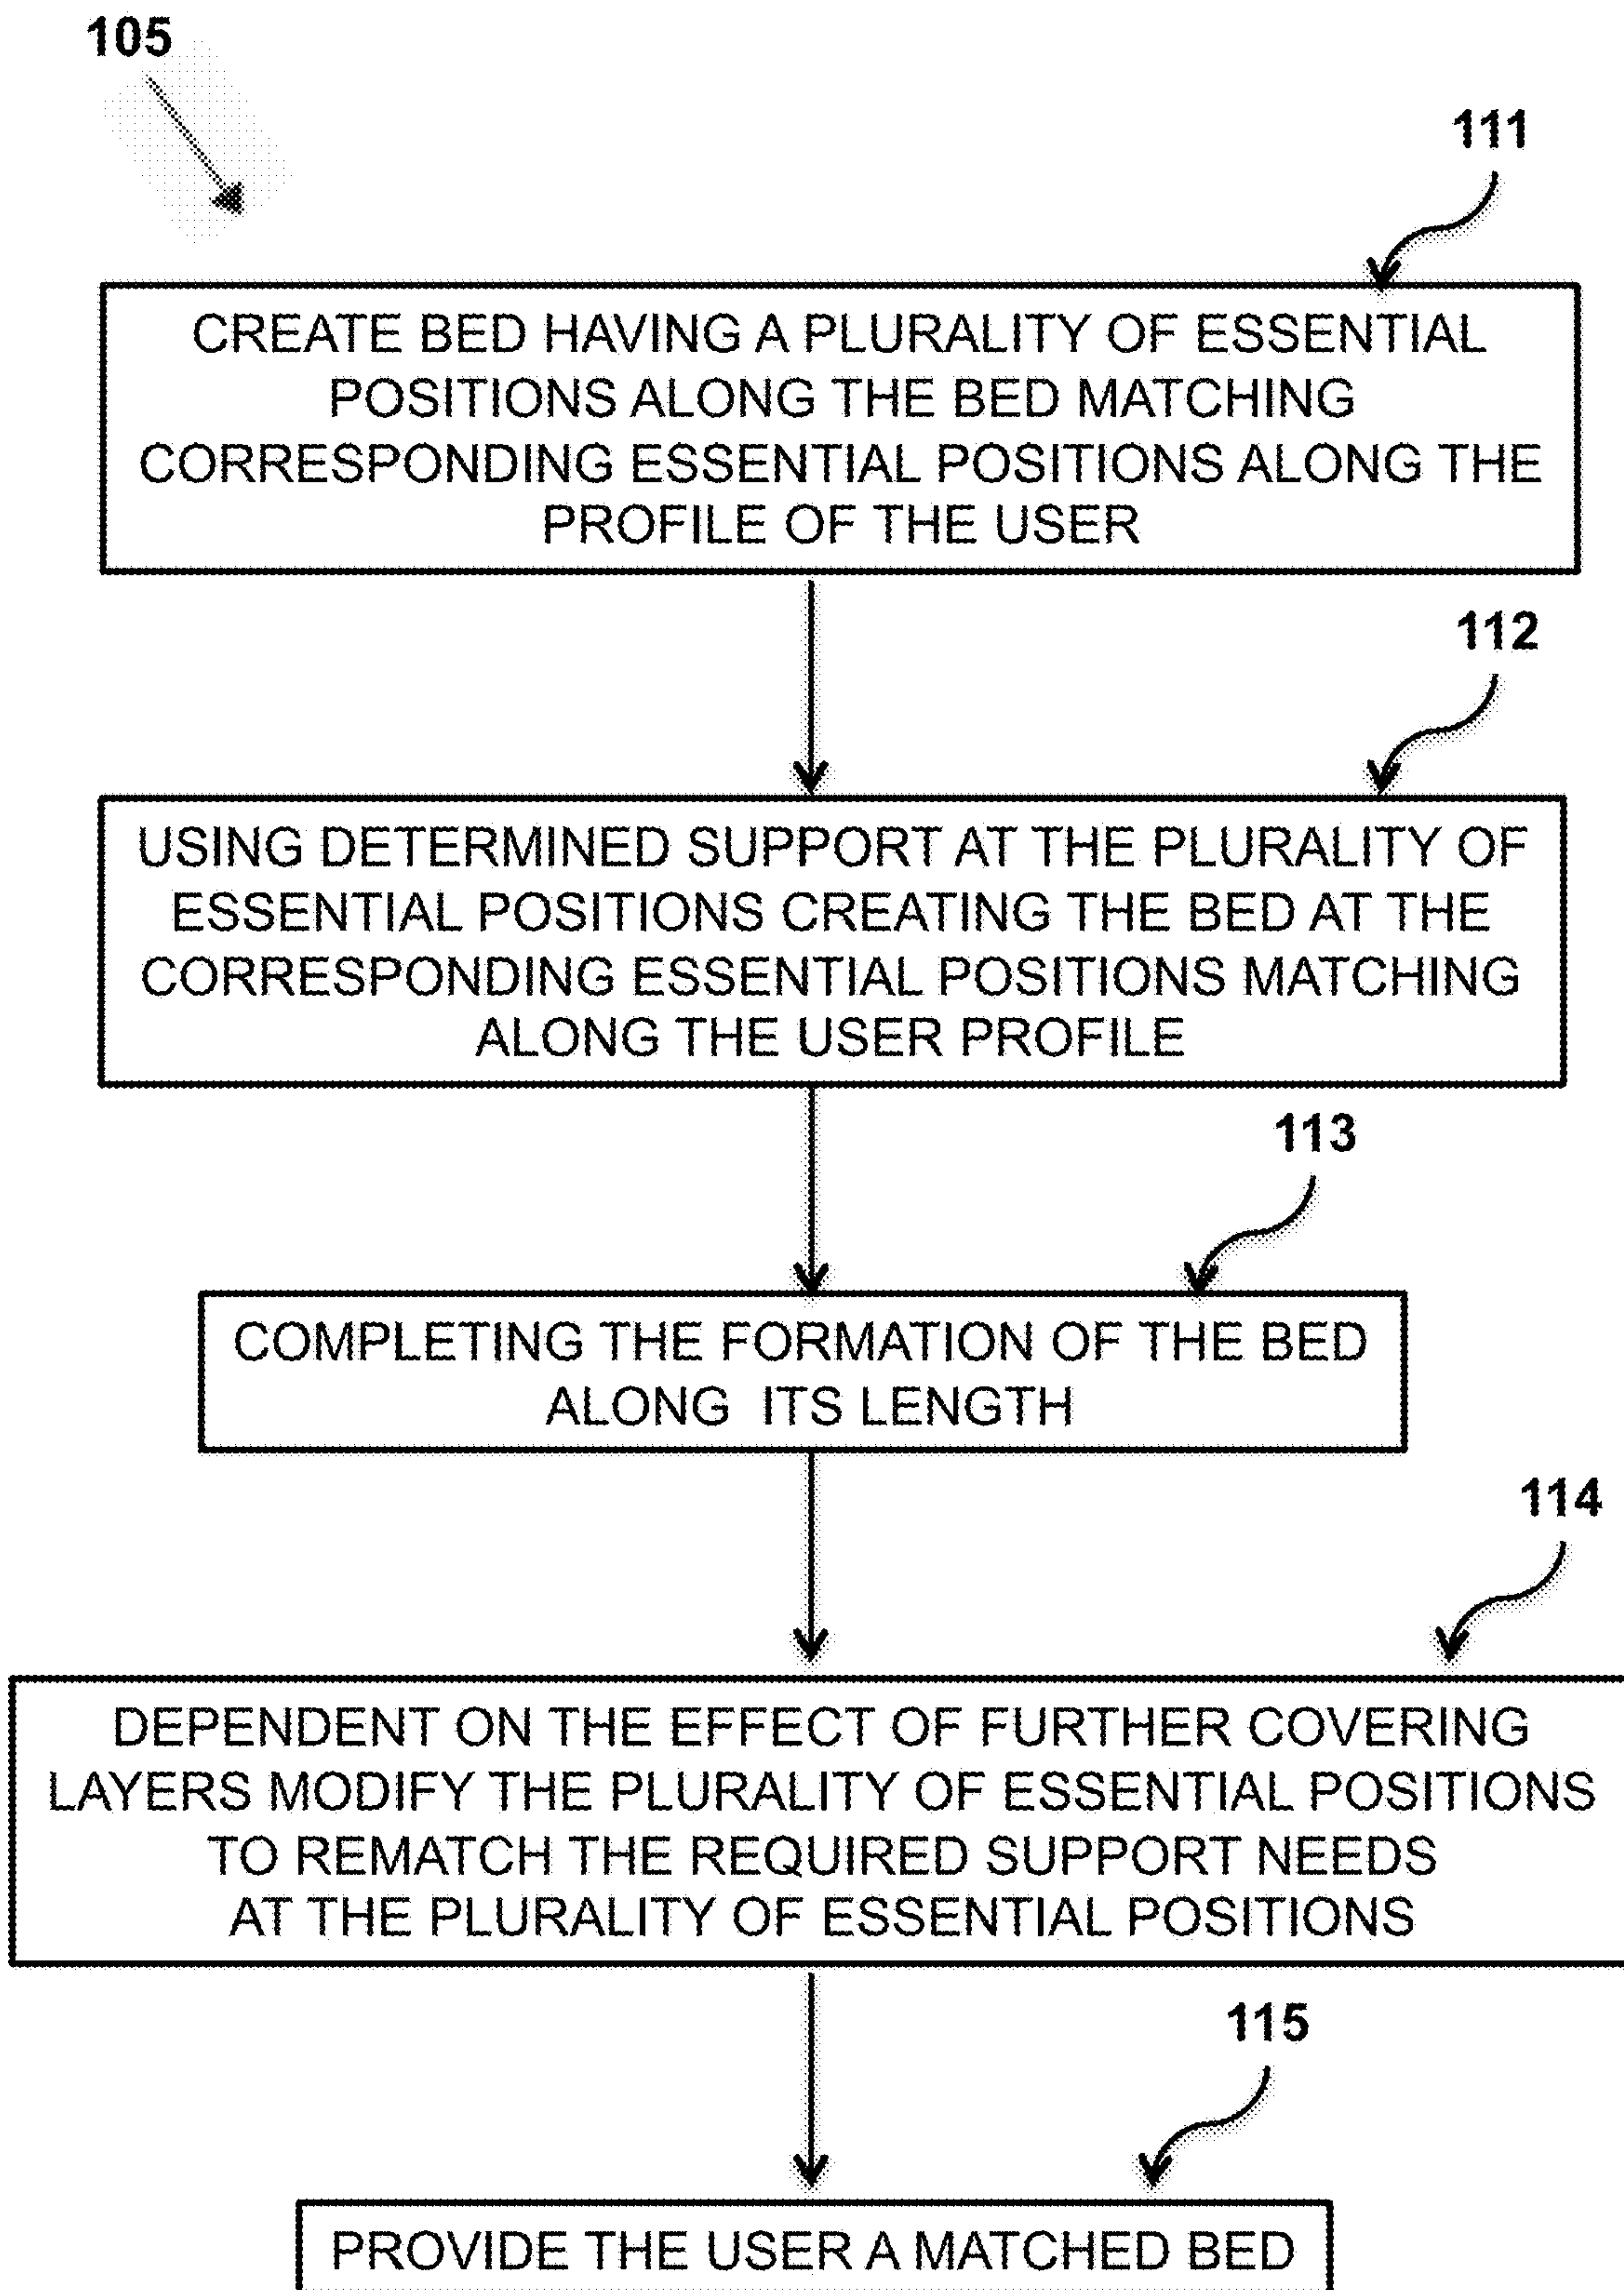 105
111
CREATE BED HAVING A PLURALITY OF ESSENTIAL
POSITIONS ALONG THE BED MATCHING
CORRESPONDING ESSENTIAL POSITIONS ALONG THE
PROFILE OF THE USER
112
USING DETERMINED SUPPORT AT THE PLURALITY OF
ESSENTIAL POSITIONS CREATING THE BED AT THE
CORRESPONDING ESSENTIAL POSITIONS MATCHING
ALONG THE USER PROFILE
113
COMPLETING THE FORMATION OF THE BED
ALONG ITS LENGTH
114
DEPENDENT ON THE EFFECT OF FURTHER COVERING
LAYERS MODIFY THE PLURALITY OF ESSENTIAL POSITIONS
TO REMATCH THE REQUIRED SUPPORT NEEDS
AT THE PLURALITY OF ESSENTIAL POSITIONS
115
PROVIDE THE USER A MATCHED BED